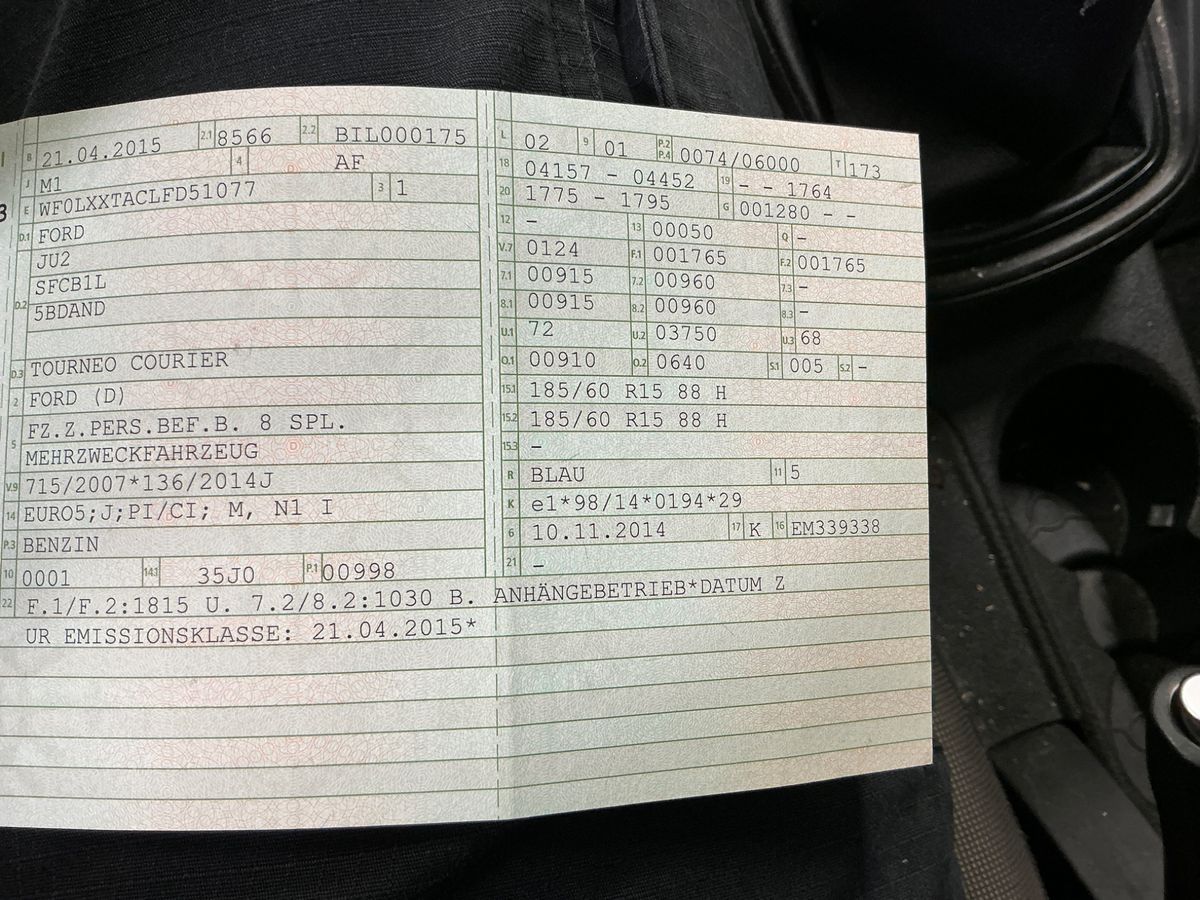 B 21.04.2015 2.1 8566 2.2 BIL000175
J M1 4 AF
E WF0LXXTACLFD51077 3 1
D.1 FORD
D.2 JU2
SFCB1L
5BDAND
D.3 TOURNEO COURIER
2 FORD (D)
5 FZ.Z.PERS.BEF.B. 8 SPL.
MEHRZWECKFAHRZEUG
V.9 715/2007*136/2014J
14 EURO5;J;PI/CI; M, N1 I
P.3 BENZIN
10 0001 14.1 35J0 P.1 00998
L 02 9 01 P.2 P.4 0074/06000 T 173
18 04157 - 04452 19 - - 1764
20 1775 - 1795 G 001280 - -
12 - 13 00050 Q -
V.7 0124 F.1 001765 F.2 001765
7.1 00915 7.2 00960 7.3 -
8.1 00915 8.2 00960 8.3 -
U.1 72 U.2 03750 U.3 68
O.1 00910 O.2 0640 S.1 005 S.2 -
15.1 185/60 R15 88 H
15.2 185/60 R15 88 H
15.3 -
R BLAU 11 5
K e1*98/14*0194*29
6 10.11.2014 17 K 16 EM339338
21 -
22 F.1/F.2:1815 U. 7.2/8.2:1030 B. ANHÄNGEBETRIEB*DATUM Z
UR EMISSIONSKLASSE: 21.04.2015*